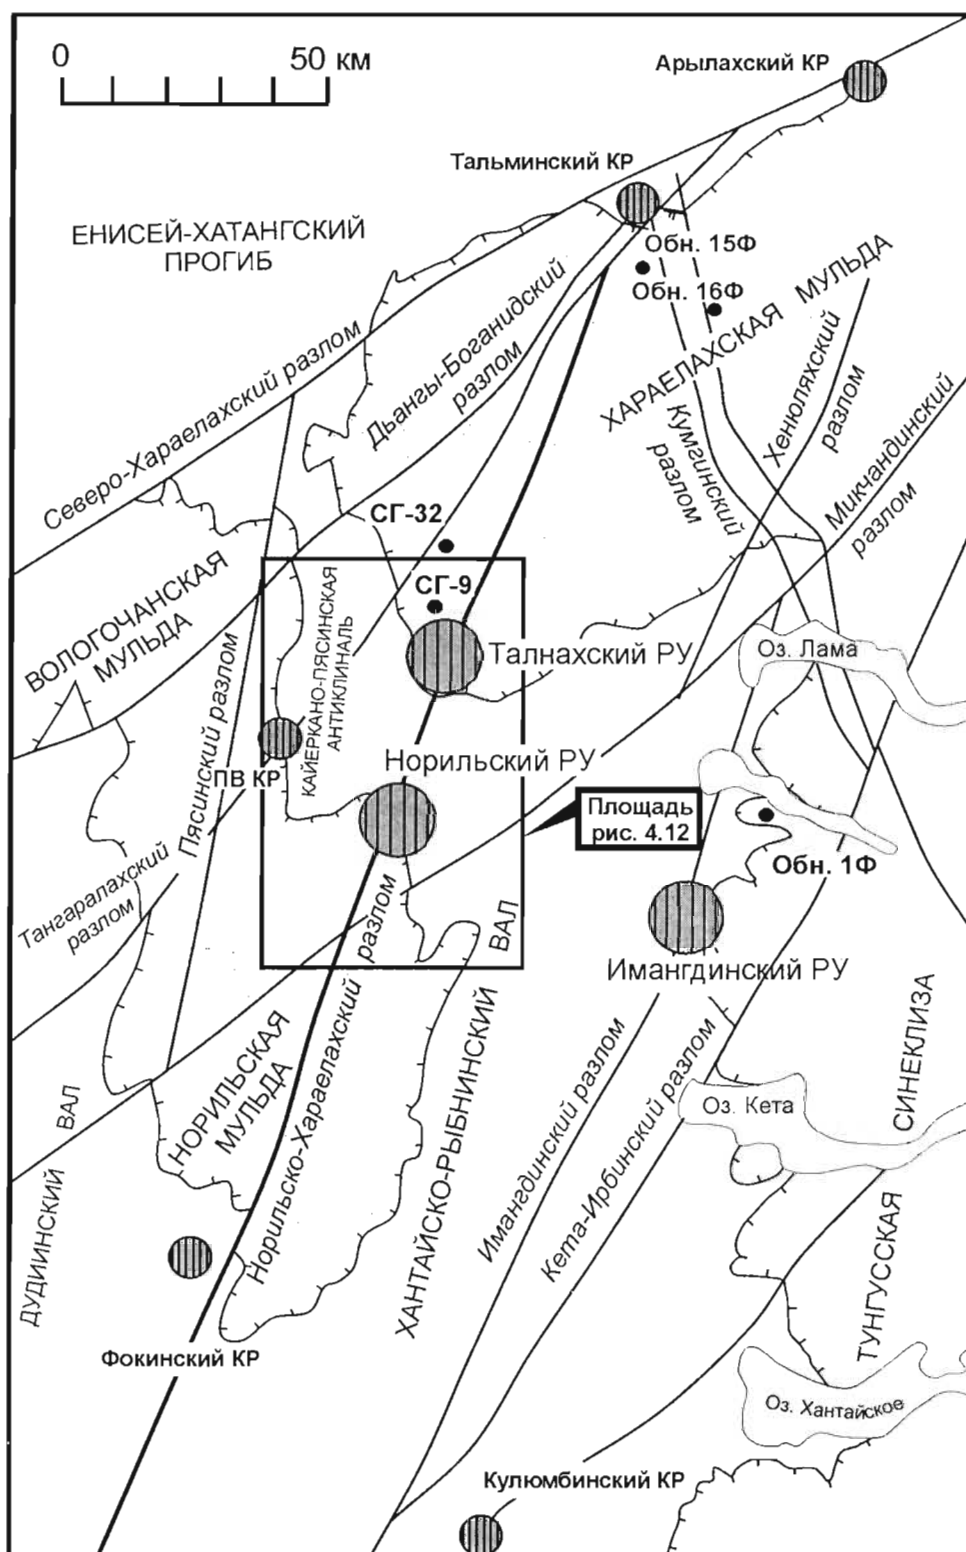 0
50 км
Арылахский КР
Тальминский КР
ЕНИСЕЙ-ХАТАНГСКИЙ
ПРОГИБ
Обн. 15Ф
Обн. 16Ф
ХАРАЕЛАХСКАЯ МУЛЬДА
Северо-Хараелахский разлом
Дьангы-Боганидский
разлом
Кумгинский
разлом
Хенюляхский
разлом
Микчандинский
разлом
СГ-32
СГ-9
ВОЛОГОЧАНСКАЯ
МУЛЬДА
Пясинский разлом
КАЙЕРКАНО-ПЯСИНСКАЯ
АНТИКЛИНАЛЬ
Талнахский РУ
Оз. Лама
ПВ КР
Норильский РУ
Площадь
рис. 4.12
Обн. 1Ф
Тангаралахский
разлом
Имангдинский РУ
Норильско-Хараелахский разлом
ХАНТАЙСКО-РЫБНИНСКИЙ ВАЛ
НОРИЛЬСКАЯ
МУЛЬДА
ДУДИИНСКИЙ ВАЛ
Имангдинский разлом
Кета-Ирбинский разлом
Оз. Кета
ТУНГУССКАЯ СИНЕКЛИЗА
Фокинский КР
Оз. Хантайское
Кулюмбинский КР